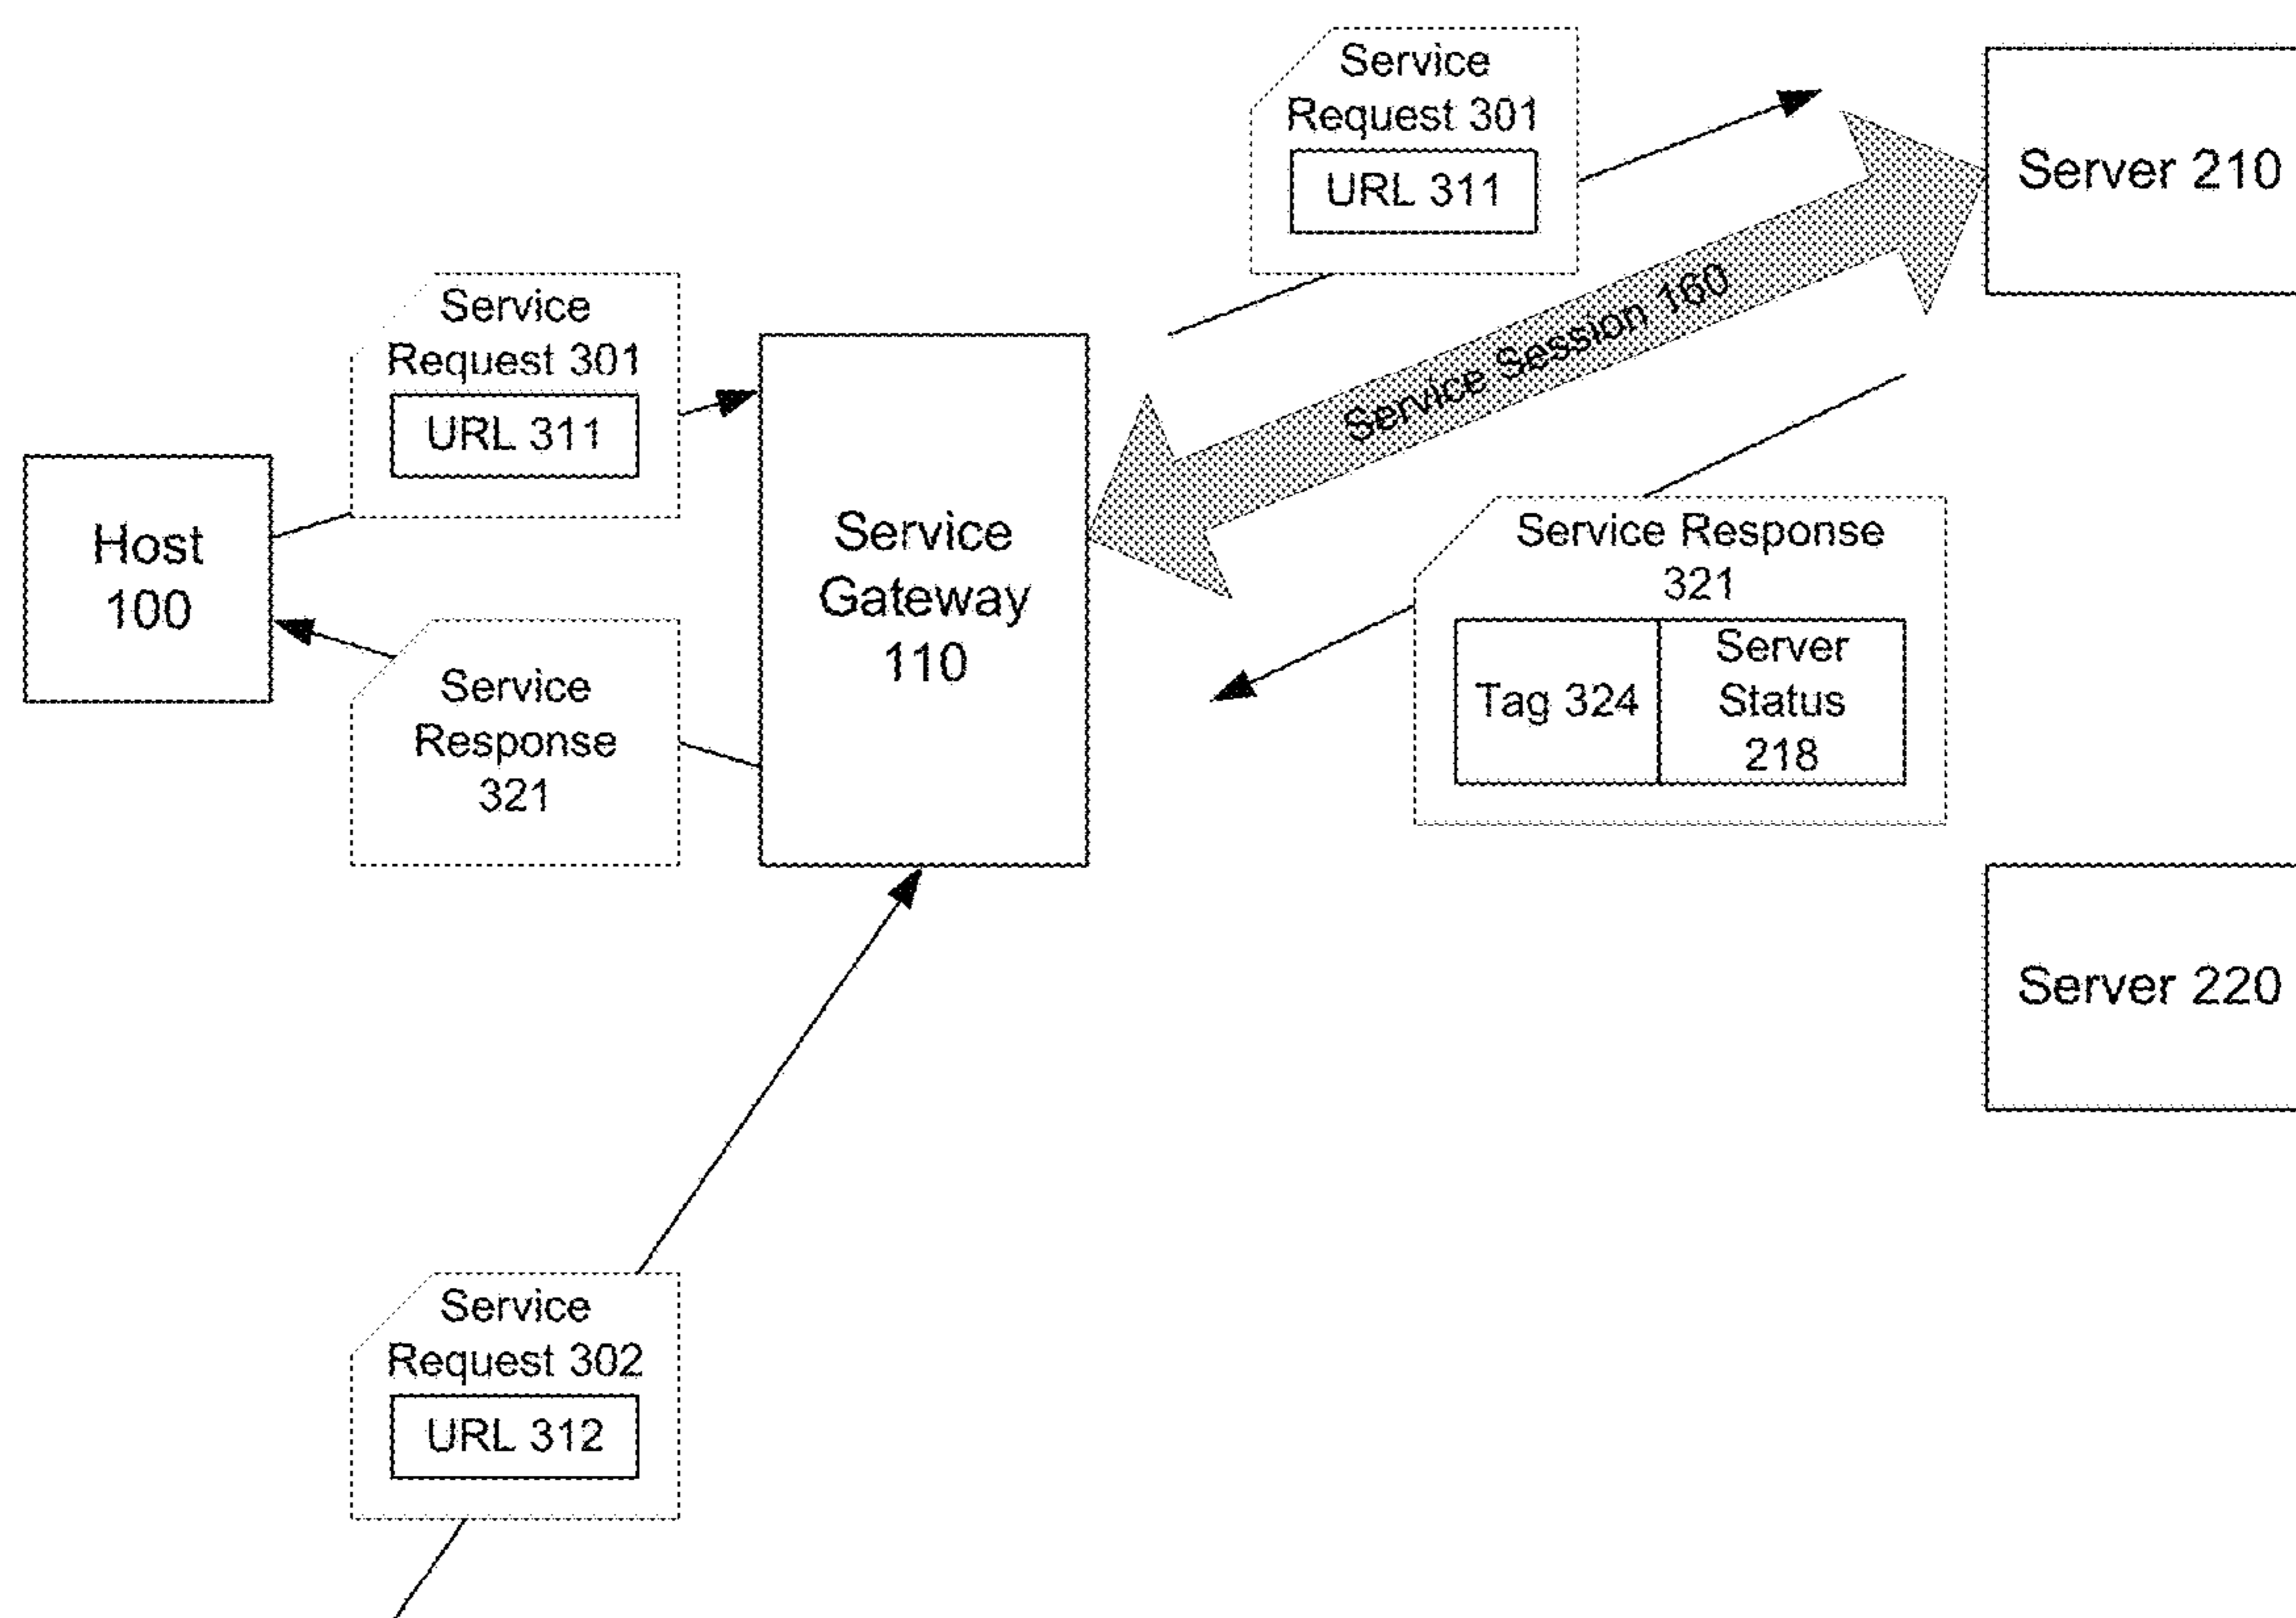 Service
Request 301
URL 311
Server 210
Service
Request 301
URL 311
Service Session 160
Host
100
Service
Gateway
110
Service Response
321
Tag 324
Server
Status
218
Service
Response
321
Server 220
Service
Request 302
URL 312